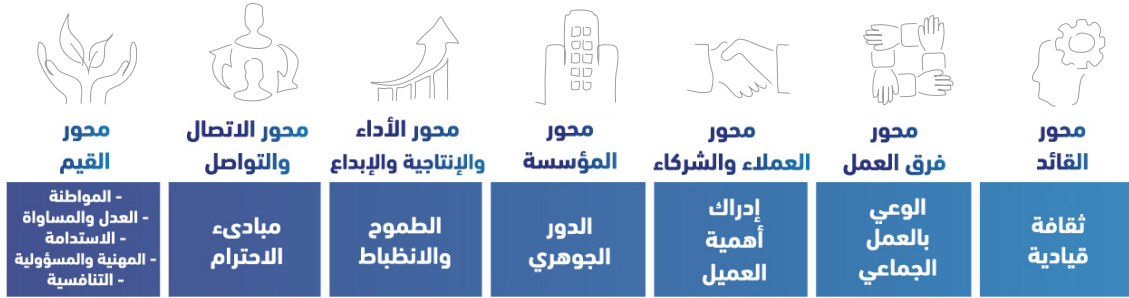 محور
القائد
ثقافة
قيادية
محور
فرق العمل
الوعي
بالعمل
الجماعي
محور
العملاء والشركاء
إدراك
أهمية
العميل
محور
المؤسسة
الدور
الجوهري
محور الأداء
والإنتاجية والإبداع
الطموح
والانظباط
محور الاتصال
والتواصل
مبادىء
الاحترام
محور
القيم
- المواطنة
- العدل والمساواة
- الاستدامة
- المهنية والمسؤولية
- التنافسية